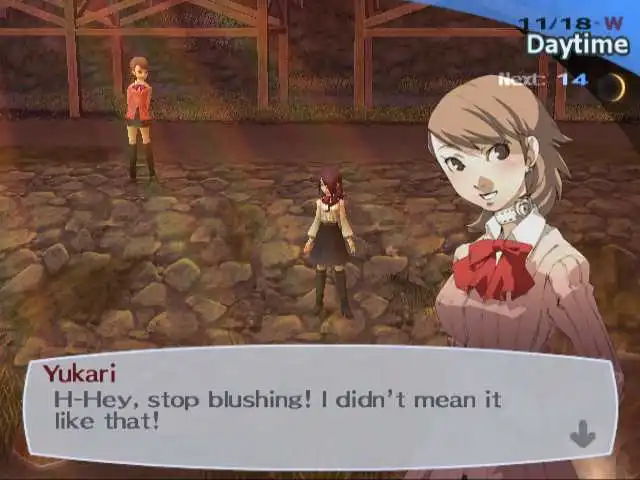 11/18 W
Daytime
Next: 14
Yukari
H-Hey, stop blushing! I didn't mean it
like that!